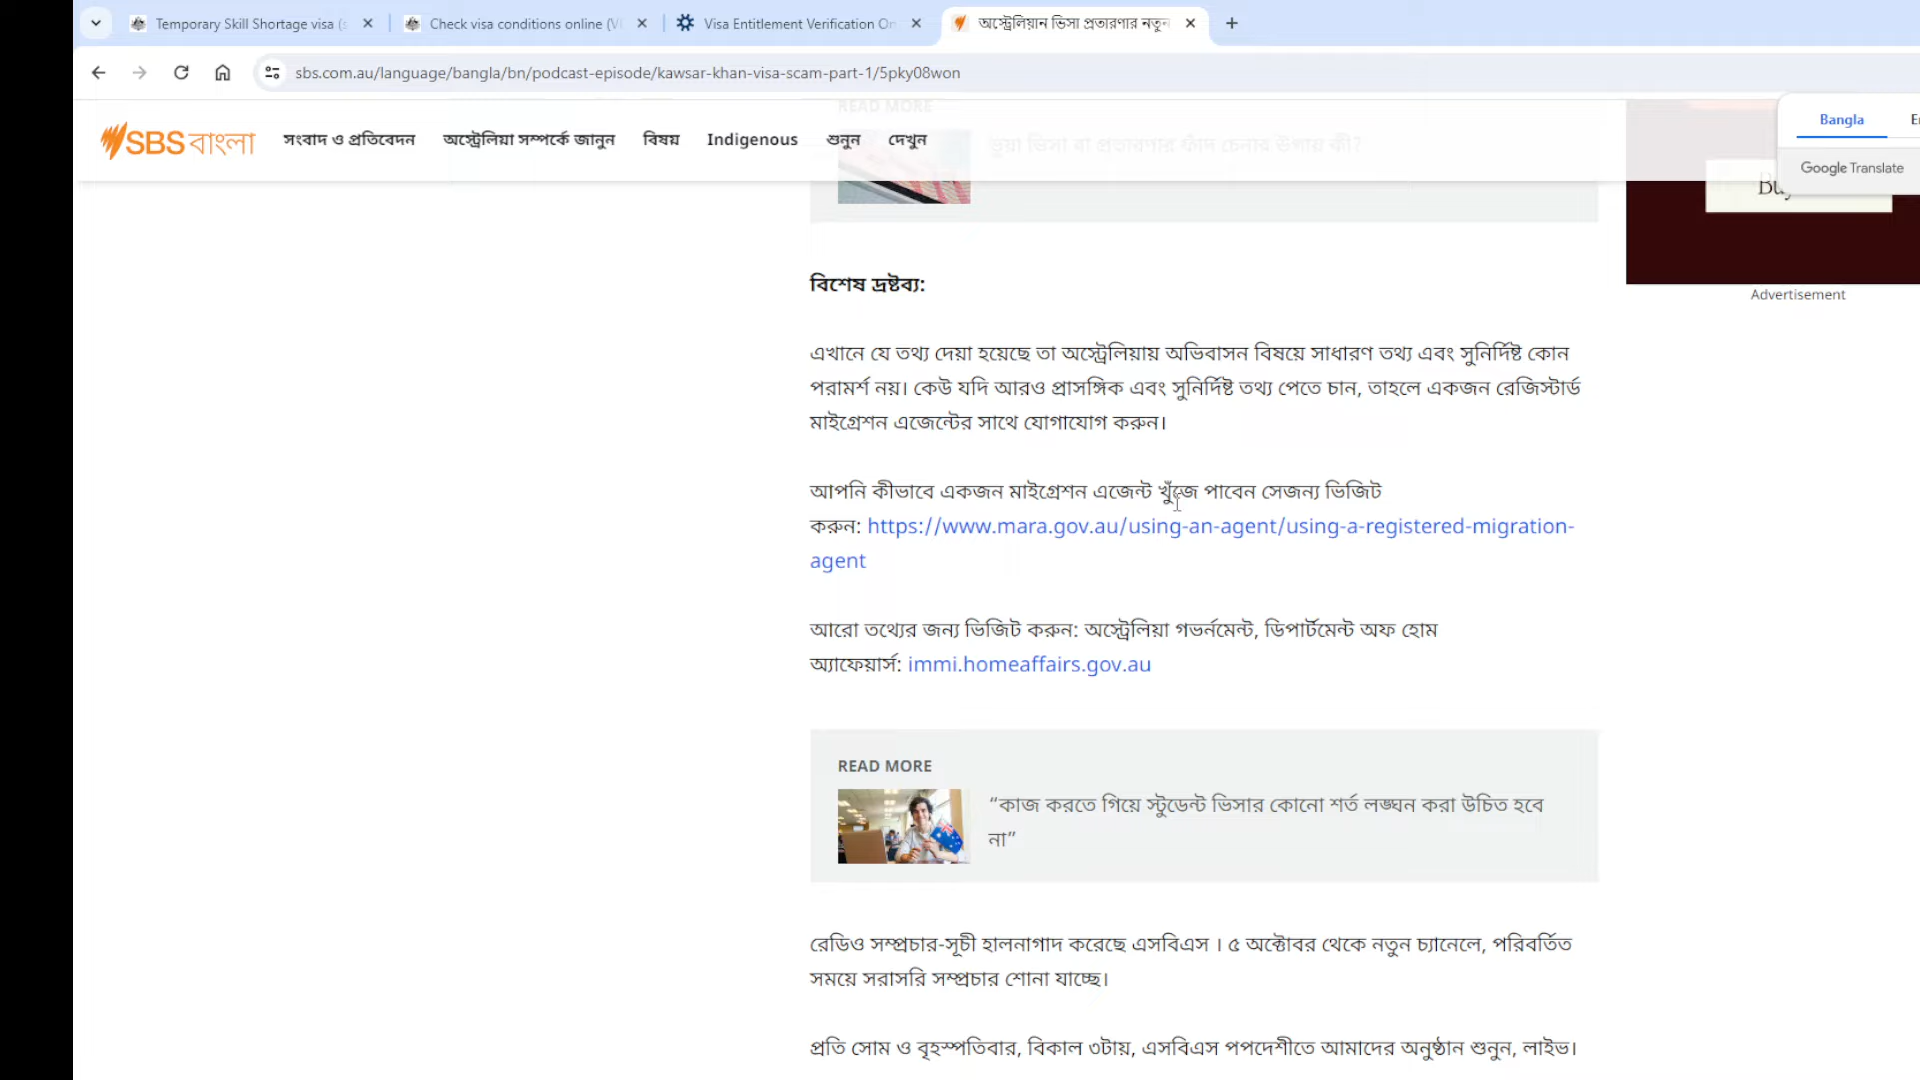 Temporary Skill Shortage visa (s
Check visa conditions online (V
Visa Entitlement Verification On
অস্ট্রেলিয়ান ভিসা প্রতারণার নতুন
sbs.com.au/language/bangla/bn/podcast-episode/kawsar-khan-visa-scam-part-1/5pky08won
READ MORE
Bangla
SBS বাংলা
সংবাদ ও প্রতিবেদন
অস্ট্রেলিয়া সম্পর্কে জানুন
বিষয়
Indigenous
শুনুন
দেখুন
ভুয়া ভিসা বা প্রতারণার ফাঁদ চেনার উপায় কী?
Google Translate
Advertisement
বিশেষ দ্রষ্টব্য:
এখানে যে তথ্য দেয়া হয়েছে তা অস্ট্রেলিয়ায় অভিবাসন বিষয়ে সাধারণ তথ্য এবং সুনির্দিষ্ট কোন
পরামর্শ নয়। কেউ যদি আরও প্রাসঙ্গিক এবং সুনির্দিষ্ট তথ্য পেতে চান, তাহলে একজন রেজিস্টার্ড
মাইগ্রেশন এজেন্টের সাথে যোগাযোগ করুন।
আপনি কীভাবে একজন মাইগ্রেশন এজেন্ট খুঁজে পাবেন সেজন্য ভিজিট
করুন: https://www.mara.gov.au/using-an-agent/using-a-registered-migration-
agent
আরো তথ্যের জন্য ভিজিট করুন: অস্ট্রেলিয়া গভর্নমেন্ট, ডিপার্টমেন্ট অফ হোম
অ্যাফেয়ার্স: immi.homeaffairs.gov.au
READ MORE
“কাজ করতে গিয়ে স্টুডেন্ট ভিসার কোনো শর্ত লঙ্ঘন করা উচিত হবে
না”
রেডিও সম্প্রচার-সূচী হালনাগাদ করেছে এসবিএস । ৫ অক্টোবর থেকে নতুন চ্যানেলে, পরিবর্তিত
সময়ে সরাসরি সম্প্রচার শোনা যাচ্ছে।
প্রতি সোম ও বৃহস্পতিবার, বিকাল ৩টায়, এসবিএস পপদেশীতে আমাদের অনুষ্ঠান শুনুন, লাইভ।